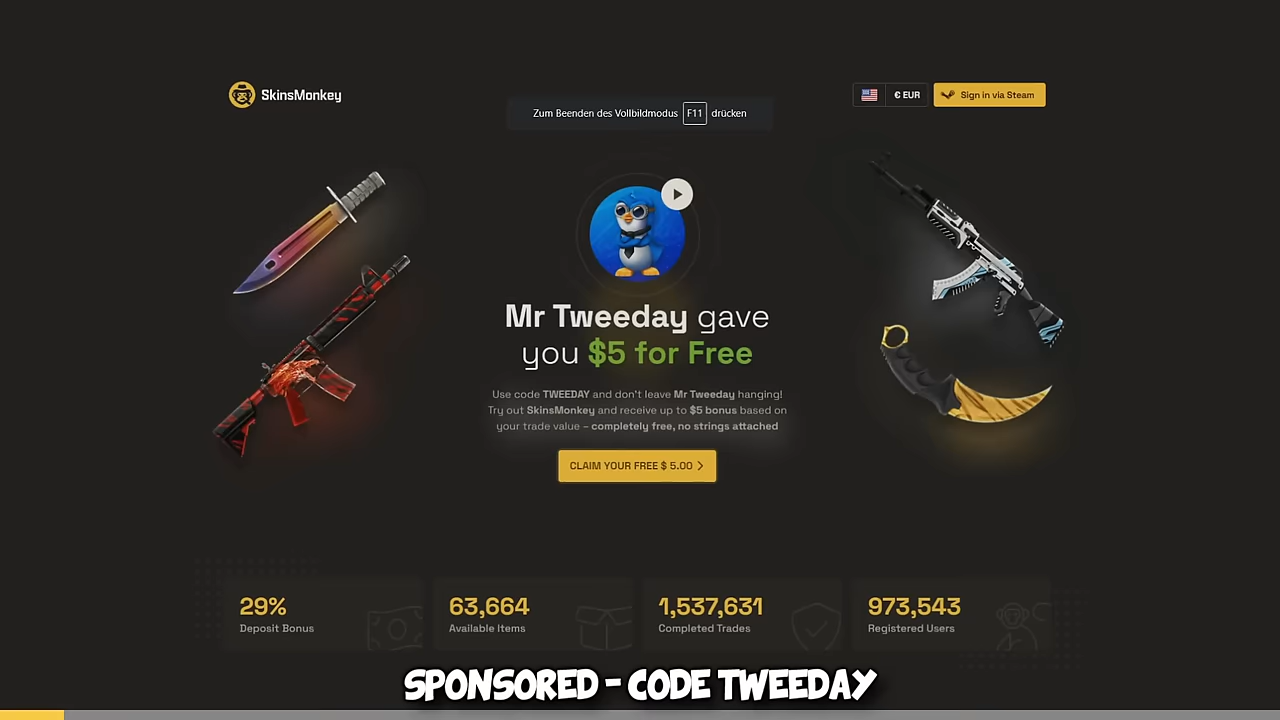 SkinsMonkey
€ EUR
Sign in via Steam
Zum Beenden des Vollbildmodus F11 drücken
Mr Tweeday gave
you $5 for Free
Use code TWEEDAY and don't leave Mr Tweeday hanging!
Try out SkinsMonkey and receive up to $5 bonus based on
your trade value – completely free, no strings attached
CLAIM YOUR FREE $ 5.00
29%
Deposit Bonus
63,664
Available Items
1,537,631
Completed Trades
973,543
Registered Users
SPONSORED - CODE TWEEDAY